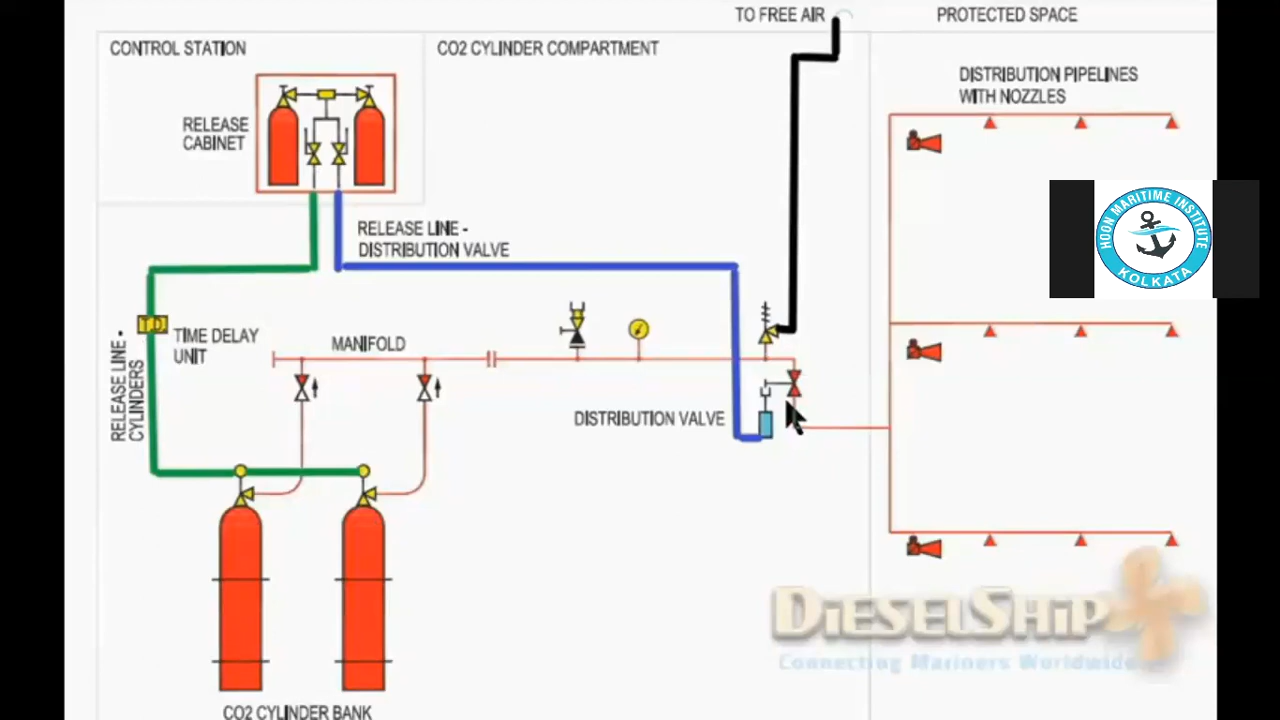 TO FREE AIR
PROTECTED SPACE
CONTROL STATION
CO2 CYLINDER COMPARTMENT
DISTRIBUTION PIPELINES
WITH NOZZLES
RELEASE
CABINET
HOON MARITIME INSTITUTE
KOLKATA
RELEASE LINE -
DISTRIBUTION VALVE
TD
TIME DELAY
UNIT
MANIFOLD
RELEASE LINE -
CYLINDERS
DISTRIBUTION VALVE
DIESELSHIP
Connecting Mariners Worldwide
CO2 CYLINDER BANK